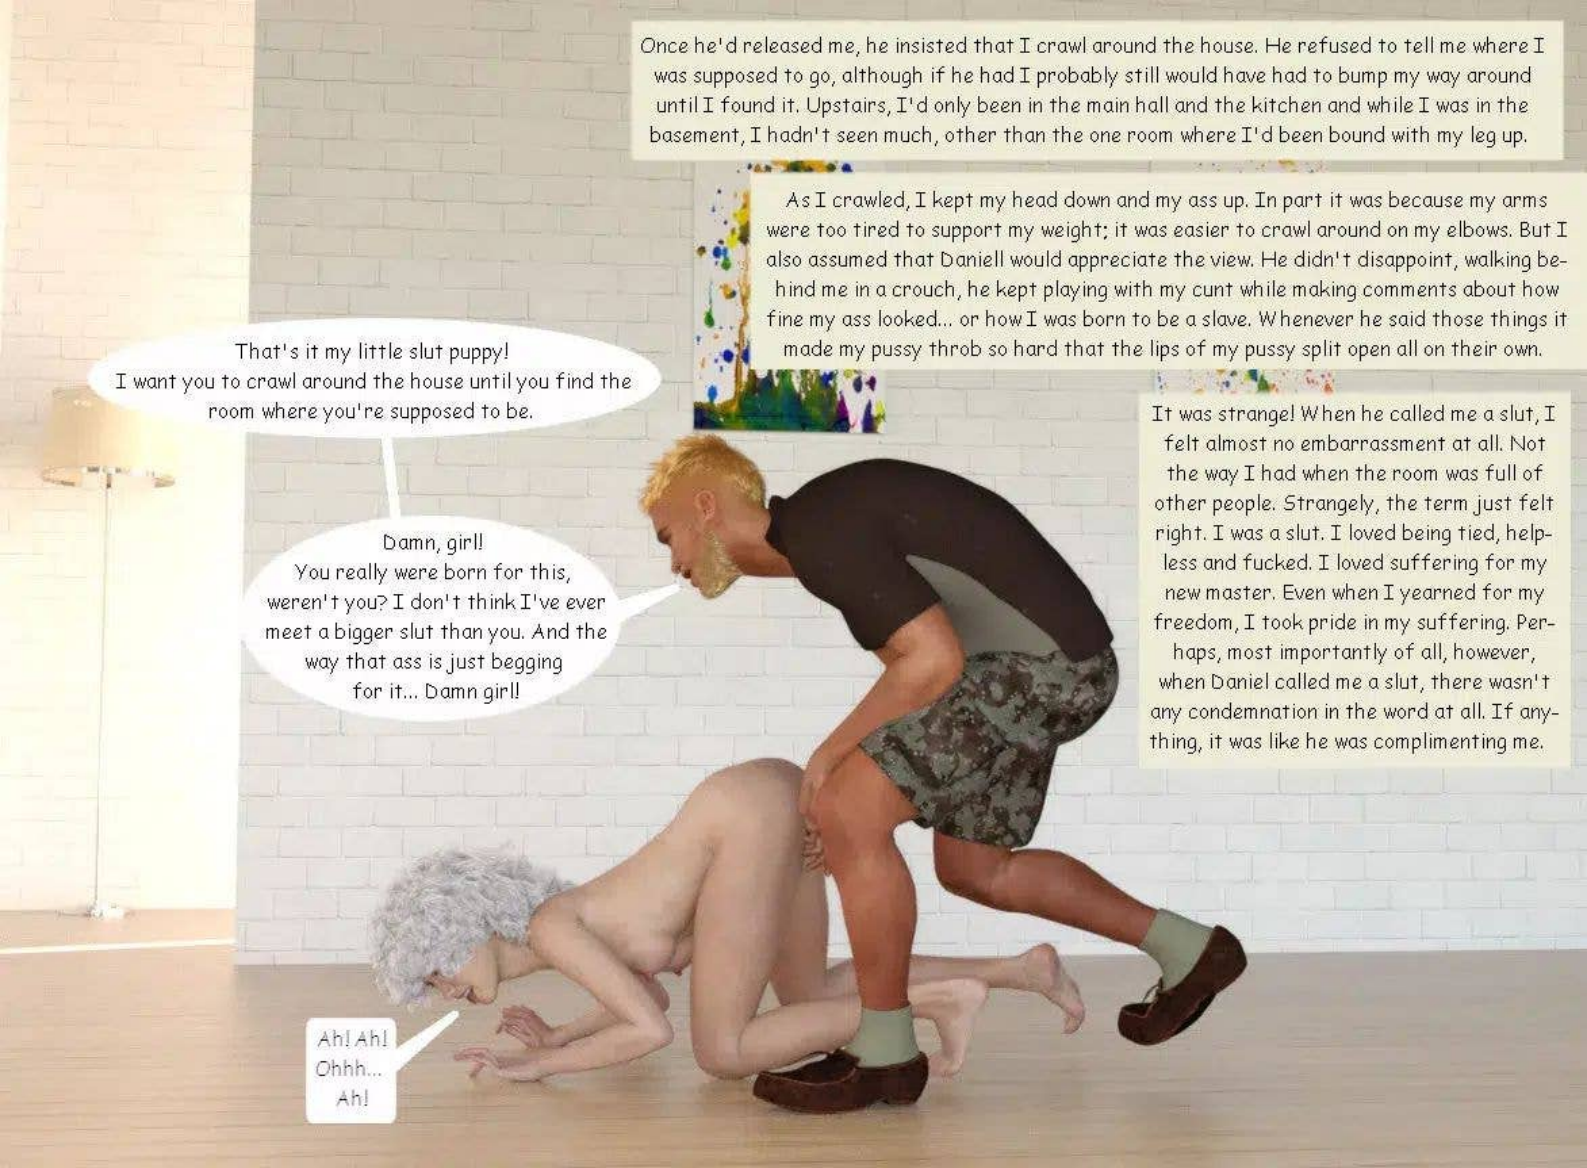 Once he'd released me, he insisted that I crawl around the house. He refused to tell me where I
was supposed to go, although if he had I probably still would have had to bump my way around
until I found it. Upstairs, I'd only been in the main hall and the kitchen and while I was in the
basement, I hadn't seen much, other than the one room where I'd been bound with my leg up.
As I crawled, I kept my head down and my ass up. In part it was because my arms
were too tired to support my weight; it was easier to crawl around on my elbows. But I
also assumed that Daniell would appreciate the view. He didn't disappoint, walking be-
hind me in a crouch, he kept playing with my cunt while making comments about how
fine my ass looked... or how I was born to be a slave. Whenever he said those things it
made my pussy throb so hard that the lips of my pussy split open all on their own.
That's it my little slut puppy!
I want you to crawl around the house until you find the
room where you're supposed to be.
It was strange! When he called me a slut, I
felt almost no embarrassment at all. Not
the way I had when the room was full of
other people. Strangely, the term just felt
right. I was a slut. I loved being tied, help-
less and fucked. I loved suffering for my
new master. Even when I yearned for my
freedom, I took pride in my suffering. Per-
haps, most importantly of all, however,
when Daniel called me a slut, there wasn't
any condemnation in the word at all. If any-
thing, it was like he was complimenting me.
Damn, girl!
You really were born for this,
weren't you? I don't think I've ever
meet a bigger slut than you. And the
way that ass is just begging
for it... Damn girl!
Ah! Ah!
Ohhh...
Ah!